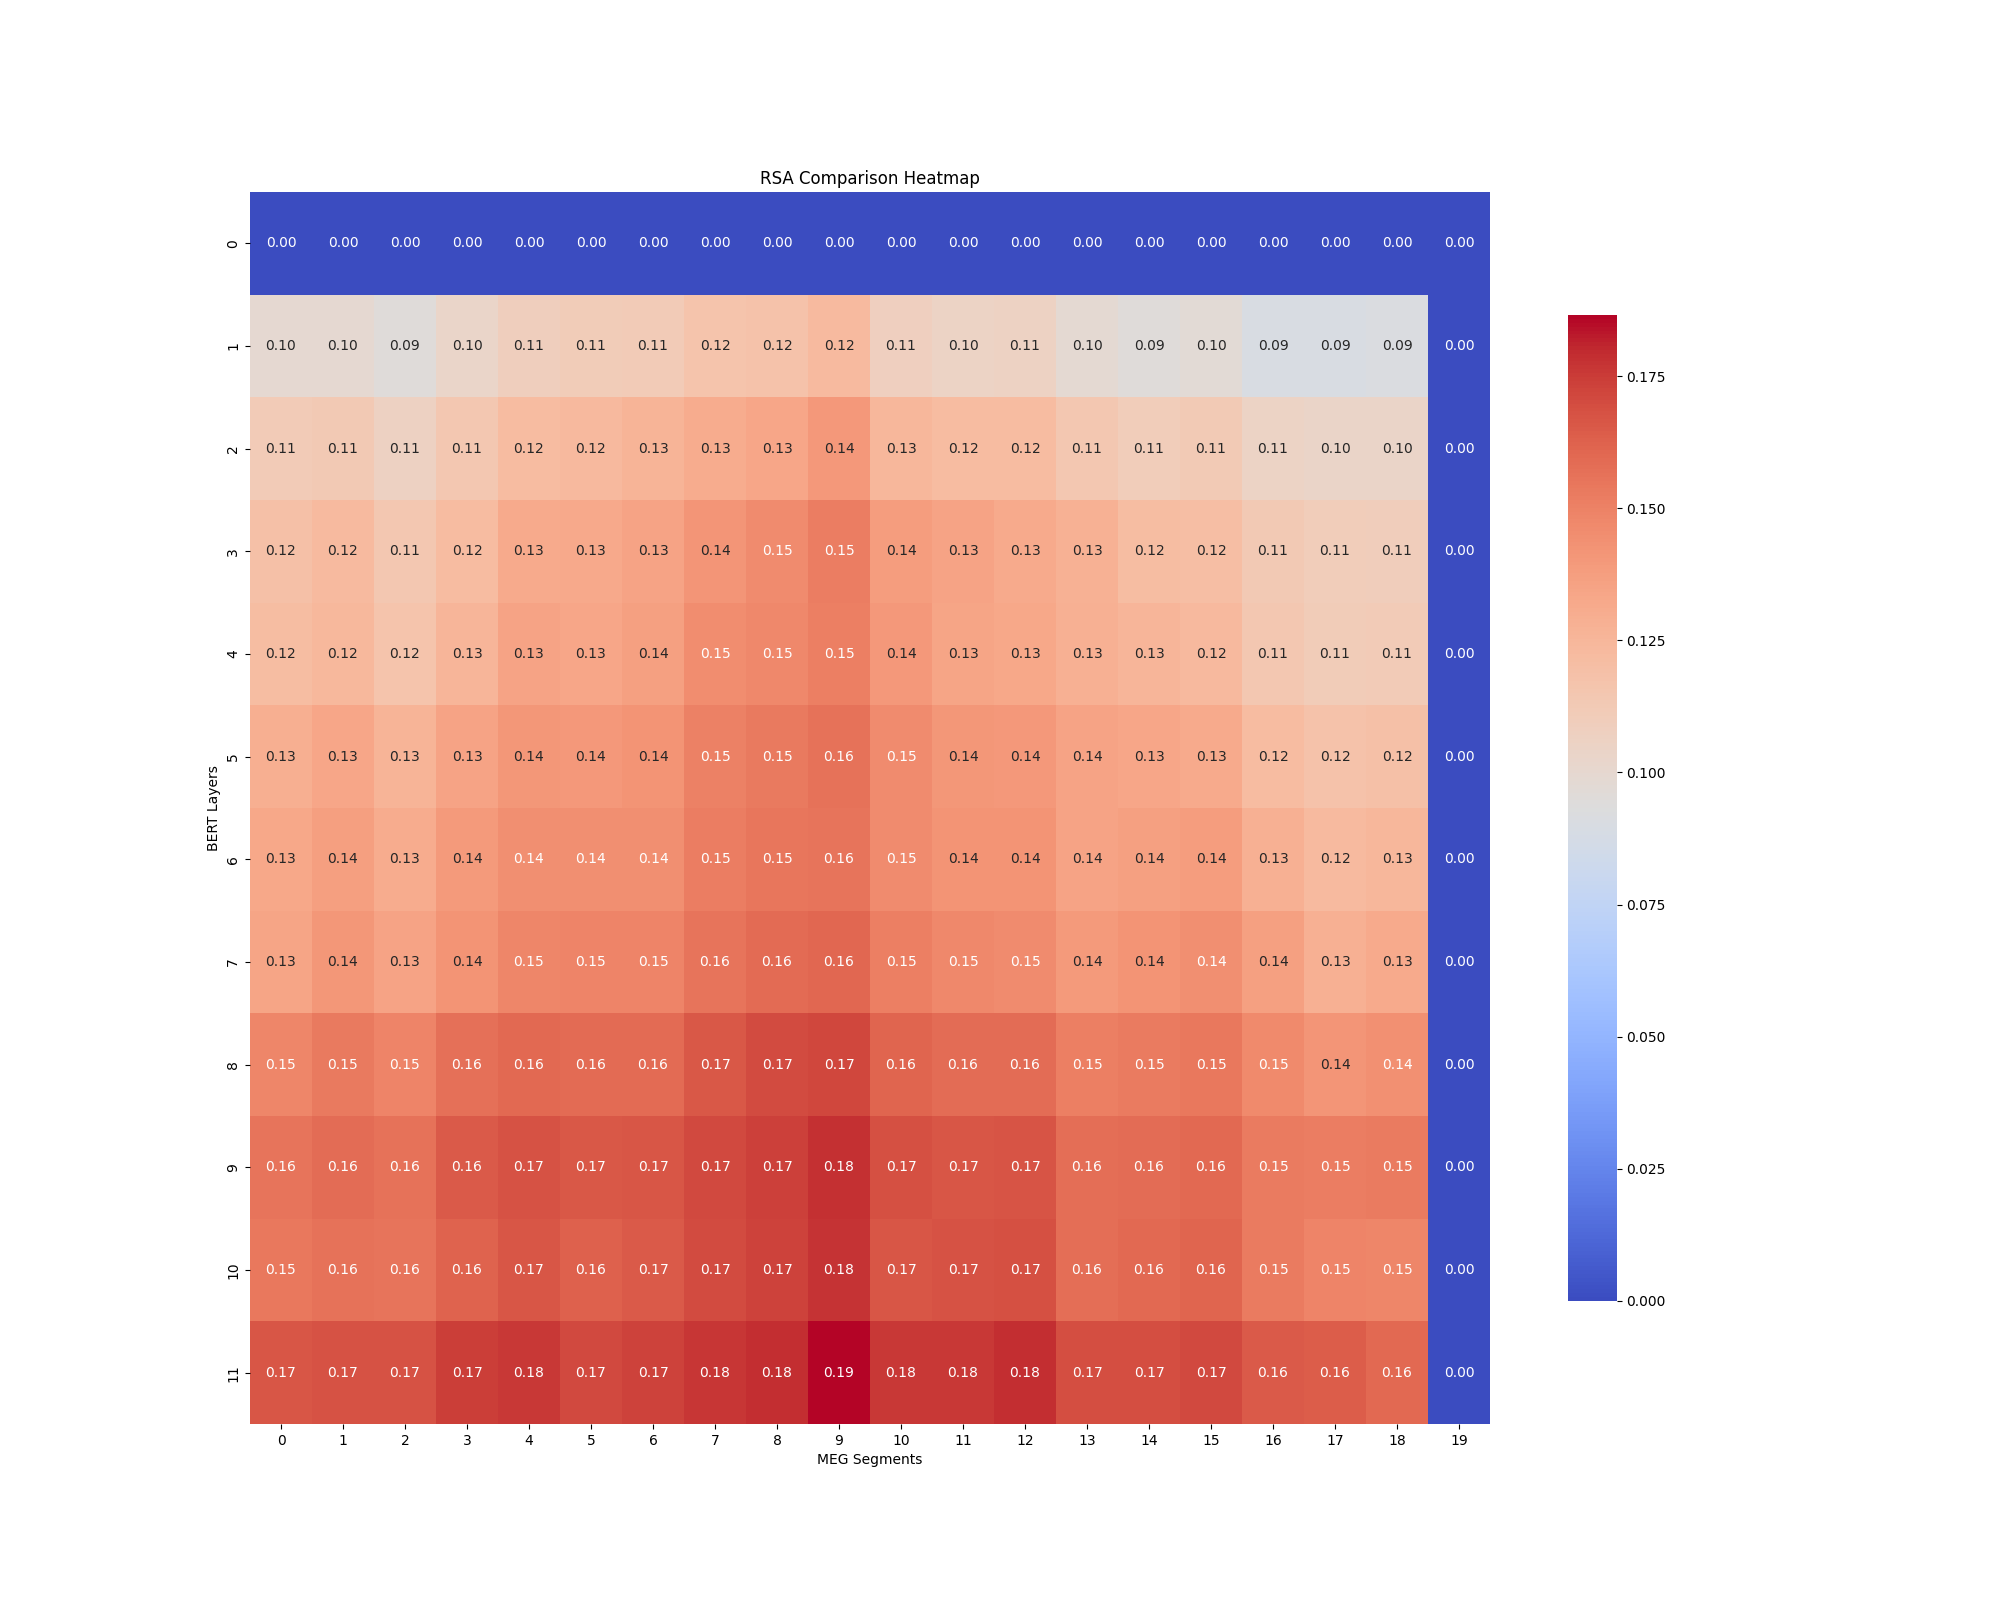 RSA Comparison Heatmap
0 0.00 0.00 0.00 0.00 0.00 0.00 0.00 0.00 0.00 0.00 0.00 0.00 0.00 0.00 0.00 0.00 0.00 0.00 0.00 0.00
1 0.10 0.10 0.09 0.10 0.11 0.11 0.11 0.12 0.12 0.12 0.11 0.10 0.11 0.10 0.09 0.10 0.09 0.09 0.09 0.00
2 0.11 0.11 0.11 0.11 0.12 0.12 0.13 0.13 0.13 0.14 0.13 0.12 0.12 0.11 0.11 0.11 0.11 0.10 0.10 0.00
3 0.12 0.12 0.11 0.12 0.13 0.13 0.13 0.14 0.15 0.15 0.14 0.13 0.13 0.13 0.12 0.12 0.11 0.11 0.11 0.00
4 0.12 0.12 0.12 0.13 0.13 0.13 0.14 0.15 0.15 0.15 0.14 0.13 0.13 0.13 0.13 0.12 0.11 0.11 0.11 0.00
5 0.13 0.13 0.13 0.13 0.14 0.14 0.14 0.15 0.15 0.16 0.15 0.14 0.14 0.14 0.13 0.13 0.12 0.12 0.12 0.00
6 0.13 0.14 0.13 0.14 0.14 0.14 0.14 0.15 0.15 0.16 0.15 0.14 0.14 0.14 0.14 0.14 0.13 0.12 0.13 0.00
7 0.13 0.14 0.13 0.14 0.15 0.15 0.15 0.16 0.16 0.16 0.15 0.15 0.15 0.14 0.14 0.14 0.14 0.13 0.13 0.00
8 0.15 0.15 0.15 0.16 0.16 0.16 0.16 0.17 0.17 0.17 0.16 0.16 0.16 0.15 0.15 0.15 0.15 0.14 0.14 0.00
9 0.16 0.16 0.16 0.16 0.17 0.17 0.17 0.17 0.17 0.18 0.17 0.17 0.17 0.16 0.16 0.16 0.15 0.15 0.15 0.00
10 0.15 0.16 0.16 0.16 0.17 0.16 0.17 0.17 0.17 0.18 0.17 0.17 0.17 0.16 0.16 0.16 0.15 0.15 0.15 0.00
11 0.17 0.17 0.17 0.17 0.18 0.17 0.17 0.18 0.18 0.19 0.18 0.18 0.18 0.17 0.17 0.17 0.16 0.16 0.16 0.00
0 1 2 3 4 5 6 7 8 9 10 11 12 13 14 15 16 17 18 19
MEG Segments
BERT Layers
0.175
0.150
0.125
0.100
0.075
0.050
0.025
0.000